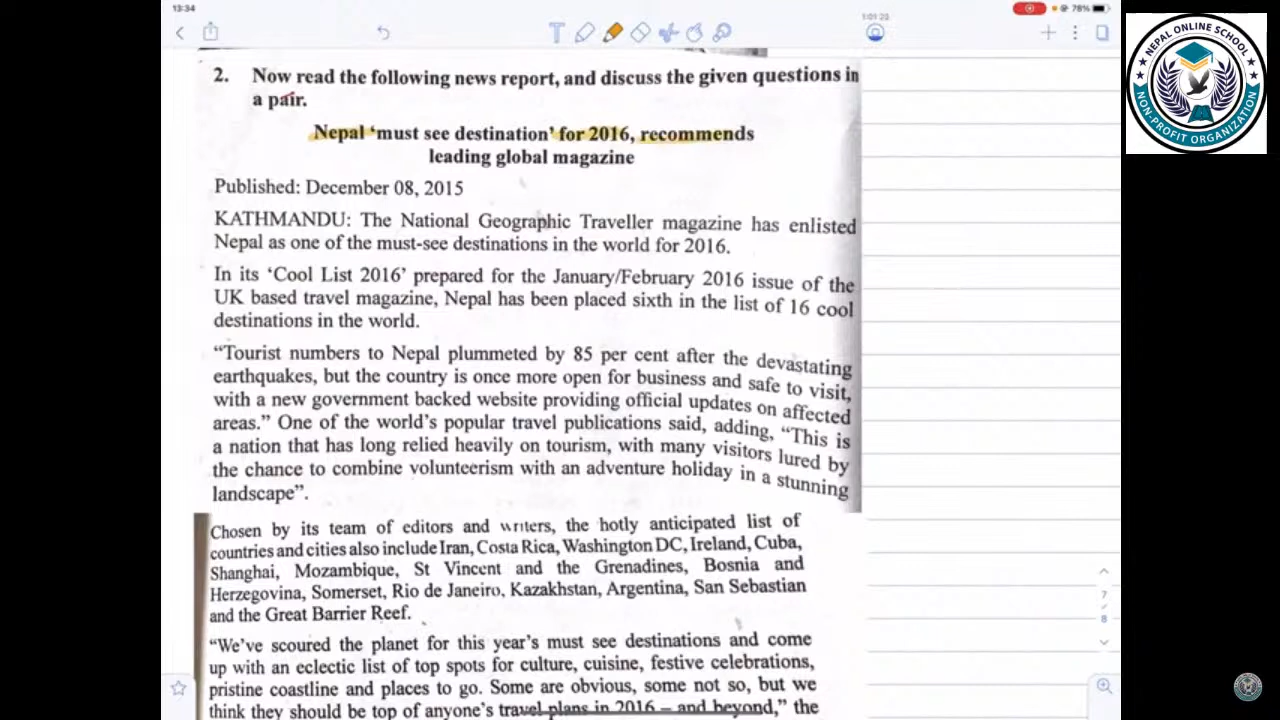 13:34
78%
1:01:23
2. Now read the following news report, and discuss the given questions in
a pair.
Nepal ‘must see destination’ for 2016, recommends
leading global magazine
Published: December 08, 2015
KATHMANDU: The National Geographic Traveller magazine has enlisted
Nepal as one of the must-see destinations in the world for 2016.
In its ‘Cool List 2016’ prepared for the January/February 2016 issue of the
UK based travel magazine, Nepal has been placed sixth in the list of 16 cool
destinations in the world.
“Tourist numbers to Nepal plummeted by 85 per cent after the devastating
earthquakes, but the country is once more open for business and safe to visit,
with a new government backed website providing official updates on affected
areas.” One of the world’s popular travel publications said, adding, “This is
a nation that has long relied heavily on tourism, with many visitors lured by
the chance to combine volunteerism with an adventure holiday in a stunning
landscape”.
Chosen by its team of editors and writers, the hotly anticipated list of
countries and cities also include Iran, Costa Rica, Washington DC, Ireland, Cuba,
Shanghai, Mozambique, St Vincent and the Grenadines, Bosnia and
Herzegovina, Somerset, Rio de Janeiro, Kazakhstan, Argentina, San Sebastian
and the Great Barrier Reef.
“We’ve scoured the planet for this year’s must see destinations and come
up with an eclectic list of top spots for culture, cuisine, festive celebrations,
pristine coastline and places to go. Some are obvious, some not so, but we
think they should be top of anyone’s travel plans in 2016 – and beyond,” the
7
/
8
NEPAL ONLINE SCHOOL
NON-PROFIT ORGANIZATION